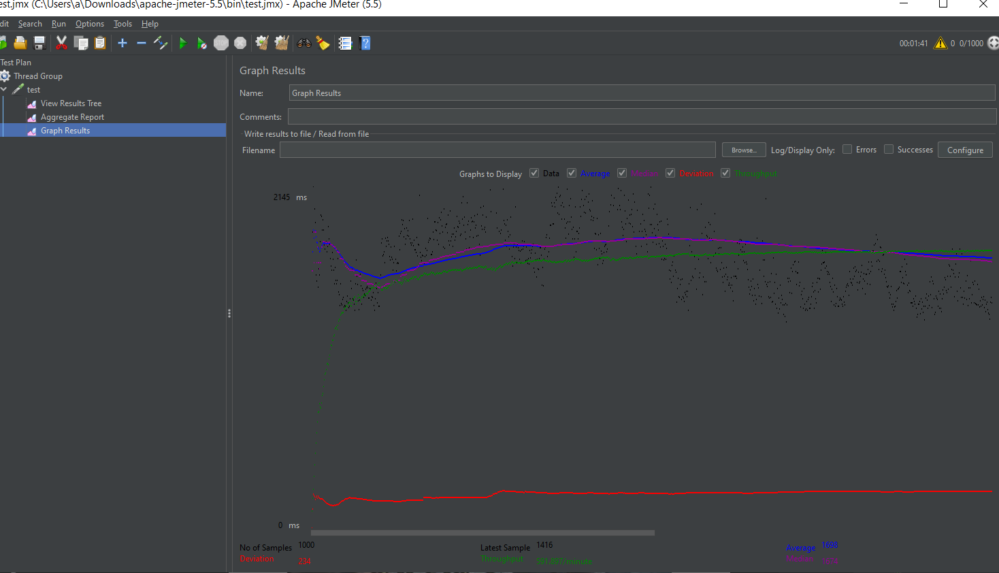 est.jmx (C:\Users\a\Downloads\apache-jmeter-5.5\bin\test.jmx) - Apache JMeter (5.5)
dit Search Run Options Tools Help
00:01:41 0 0/1000
Test Plan
Thread Group
test
View Results Tree
Aggregate Report
Graph Results
Graph Results
Name: Graph Results
Comments:
Write results to file / Read from file
Filename Browse... Log/Display Only: Errors Successes Configure
Graphs to Display Data Average Median Deviation Throughput
2145 ms
0 ms
No of Samples 1000 Latest Sample 1416 Average 1698
Deviation 234 Throughput 591.897/minute Median 1674